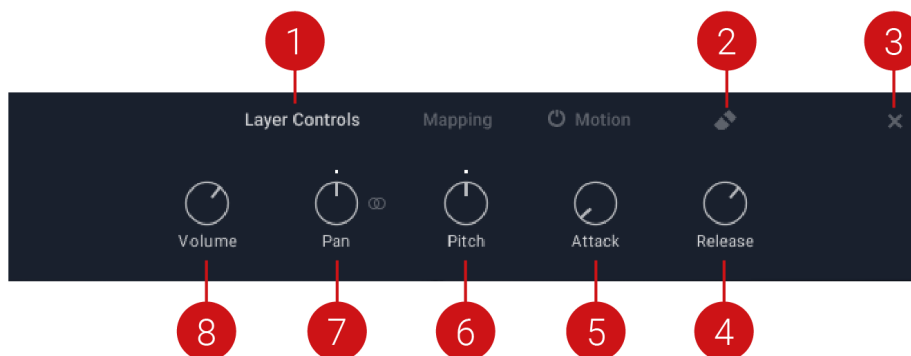 1 2 3
Layer Controls Mapping Motion
Volume Pan Pitch Attack Release
8 7 6 5 4